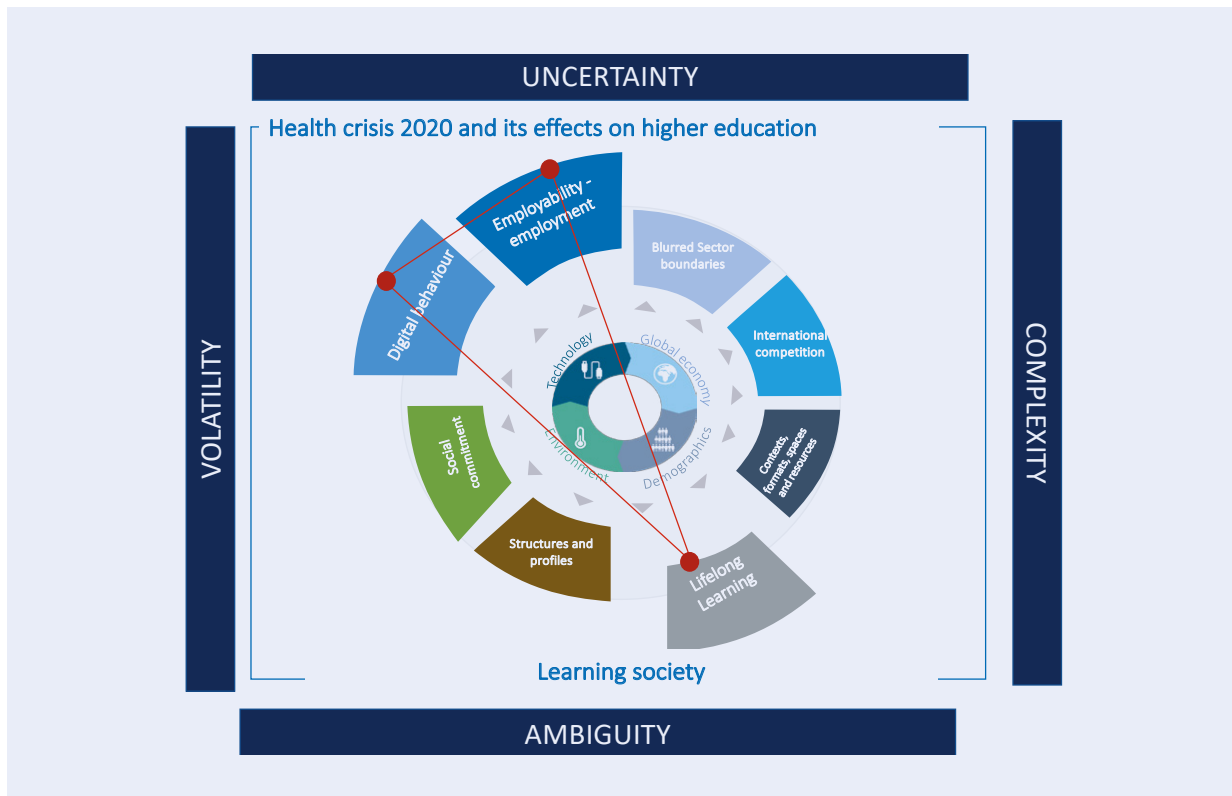 UNCERTAINTY
Health crisis 2020 and its effects on higher education
Employability -
employment
Blurred Sector
boundaries
Digital behaviour
International
competition
Technology
Global economy
VOLATILITY
COMPLEXITY
Social
commitment
Environment
Demographics
Contexts,
formats, spaces
and resources
Structures and
profiles
Lifelong
Learning
Learning society
AMBIGUITY